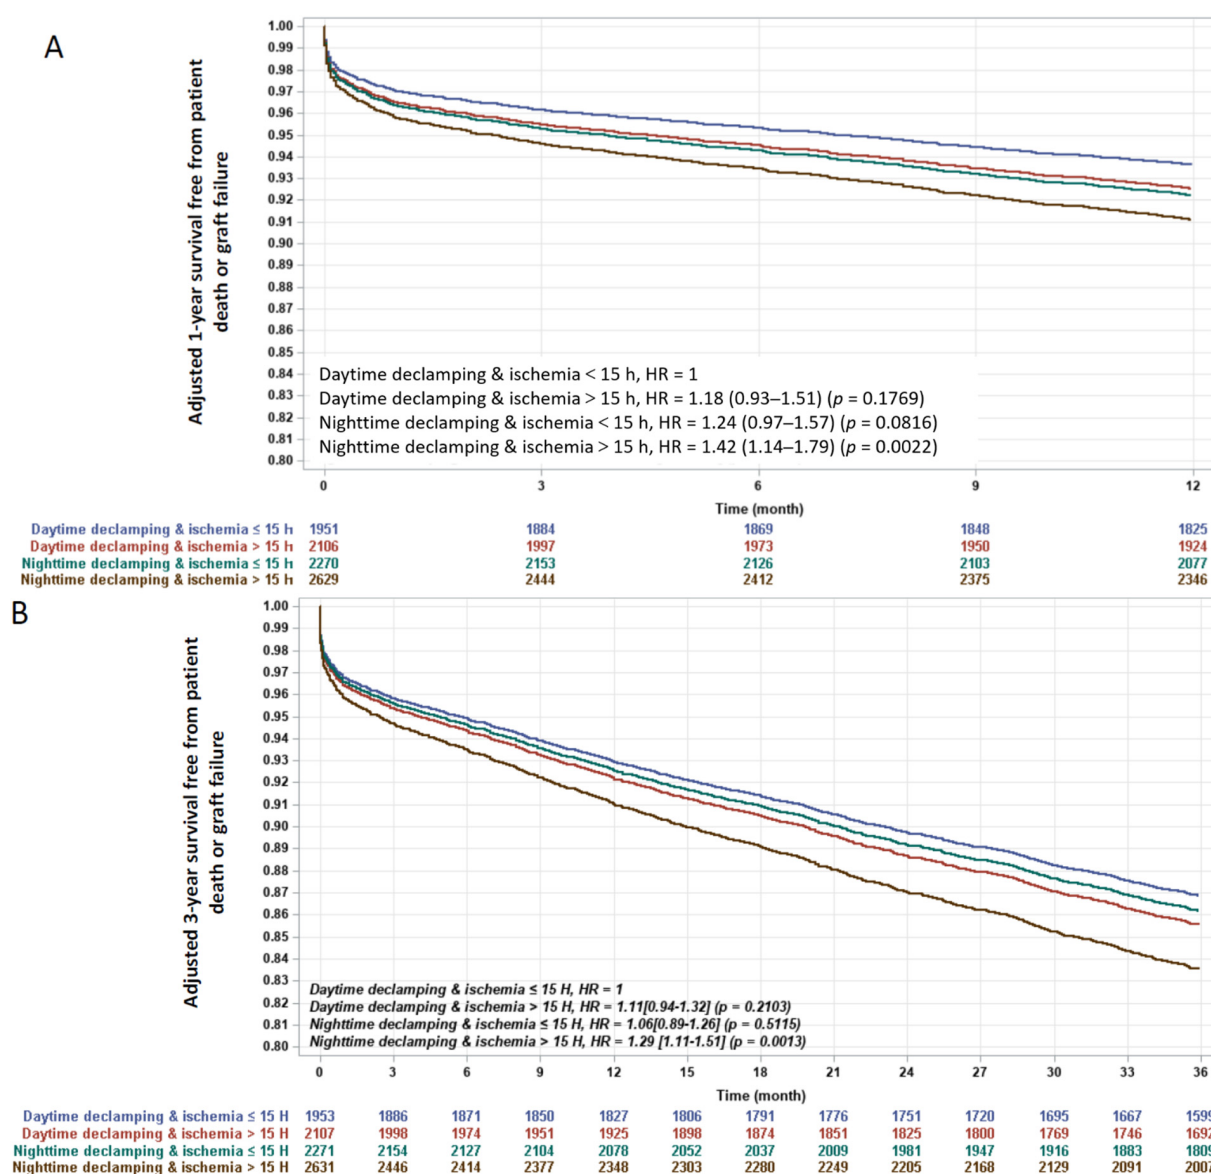 A
Adjusted 1-year survival free from patient
death or graft failure
1.00
0.99
0.98
0.97
0.96
0.95
0.94
0.93
0.92
0.91
0.90
0.89
0.88
0.87
0.86
0.85
0.84
0.83
0.82
0.81
0.80
Daytime declamping & ischemia < 15 h, HR = 1
Daytime declamping & ischemia > 15 h, HR = 1.18 (0.93–1.51) (p = 0.1769)
Nighttime declamping & ischemia < 15 h, HR = 1.24 (0.97–1.57) (p = 0.0816)
Nighttime declamping & ischemia > 15 h, HR = 1.42 (1.14–1.79) (p = 0.0022)
0 3 6 9 12
Time (month)
Daytime declamping & ischemia ≤ 15 h 1951 1884 1869 1848 1825
Daytime declamping & ischemia > 15 h 2106 1997 1973 1950 1924
Nighttime declamping & ischemia ≤ 15 h 2270 2153 2126 2103 2077
Nighttime declamping & ischemia > 15 h 2629 2444 2412 2375 2346
B
Adjusted 3-year survival free from patient
death or graft failure
1.00
0.99
0.98
0.97
0.96
0.95
0.94
0.93
0.92
0.91
0.90
0.89
0.88
0.87
0.86
0.85
0.84
0.83
0.82
0.81
0.80
Daytime declamping & ischemia ≤ 15 H, HR = 1
Daytime declamping & ischemia > 15 H, HR = 1.11[0.94-1.32] (p = 0.2103)
Nighttime declamping & ischemia ≤ 15 H, HR = 1.06[0.89-1.26] (p = 0.5115)
Nighttime declamping & ischemia > 15 H, HR = 1.29 [1.11-1.51] (p = 0.0013)
0 3 6 9 12 15 18 21 24 27 30 33 36
Time (month)
Daytime declamping & ischemia ≤ 15 H 1953 1886 1871 1850 1827 1806 1791 1776 1751 1720 1695 1667 1599
Daytime declamping & ischemia > 15 H 2107 1998 1974 1951 1925 1898 1874 1851 1825 1800 1769 1746 1692
Nighttime declamping & ischemia ≤ 15 H 2271 2154 2127 2104 2078 2052 2037 2009 1981 1947 1916 1883
Nighttime declamping & ischemia > 15 H 2631 2446 2414 2377 2348 2303 2280 2249 2205 2168 2129 2091